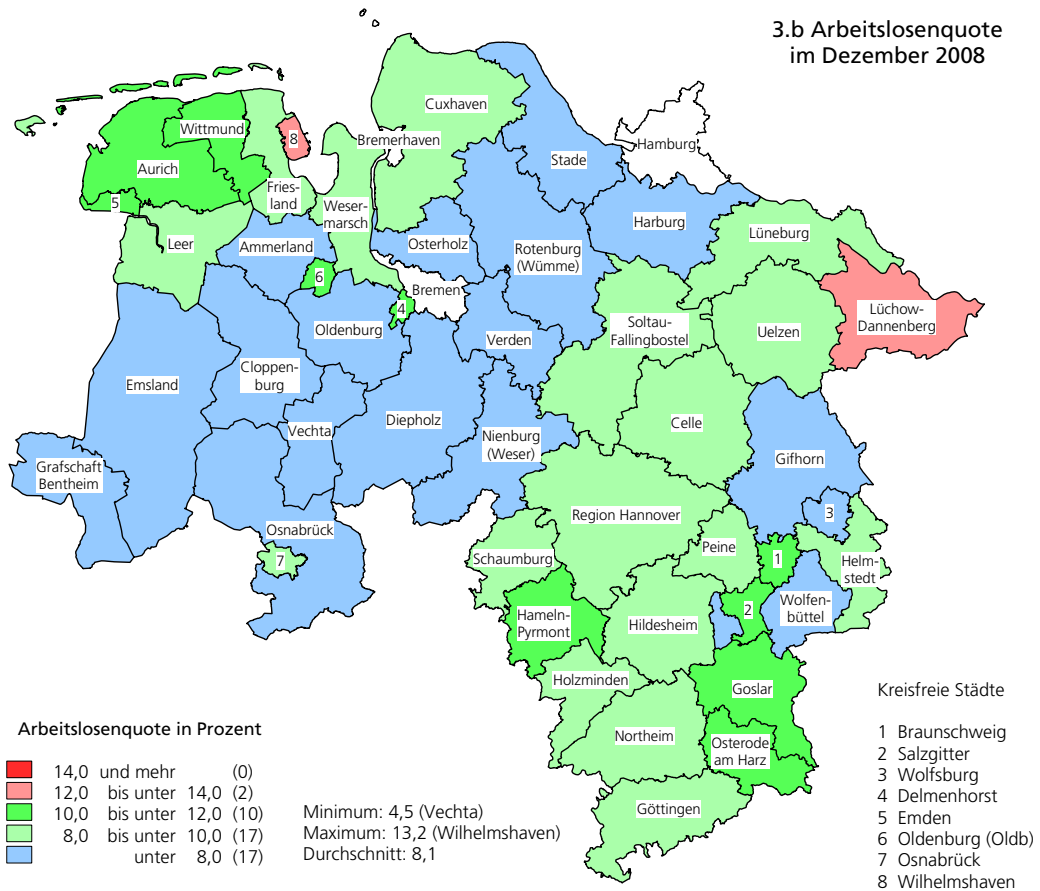 3.b Arbeitslosenquote
im Dezember 2008
Cuxhaven
Wittmund
8
Bremerhaven
Stade
Hamburg
Aurich
5
Fries-
land
Weser-
marsch
Harburg
Lüneburg
Leer
Ammerland
Osterholz
Rotenburg
(Wümme)
6
Bremen
4
Oldenburg
Verden
Soltau-
Fallingbostel
Uelzen
Lüchow-
Dannenberg
Emsland
Cloppen-
burg
Vechta
Diepholz
Nienburg
(Weser)
Celle
Gifhorn
Grafschaft
Bentheim
Osnabrück
7
Region Hannover
3
Schaumburg
Peine
1
Helm-
stedt
Hameln-
Pyrmont
Hildesheim
2
Wolfen-
büttel
Holzminden
Goslar
Northeim
Osterode
am Harz
Göttingen
Arbeitslosenquote in Prozent
14,0 und mehr (0)
12,0 bis unter 14,0 (2)
10,0 bis unter 12,0 (10)
8,0 bis unter 10,0 (17)
unter 8,0 (17)
Minimum: 4,5 (Vechta)
Maximum: 13,2 (Wilhelmshaven)
Durchschnitt: 8,1
Kreisfreie Städte
1 Braunschweig
2 Salzgitter
3 Wolfsburg
4 Delmenhorst
5 Emden
6 Oldenburg (Oldb)
7 Osnabrück
8 Wilhelmshaven